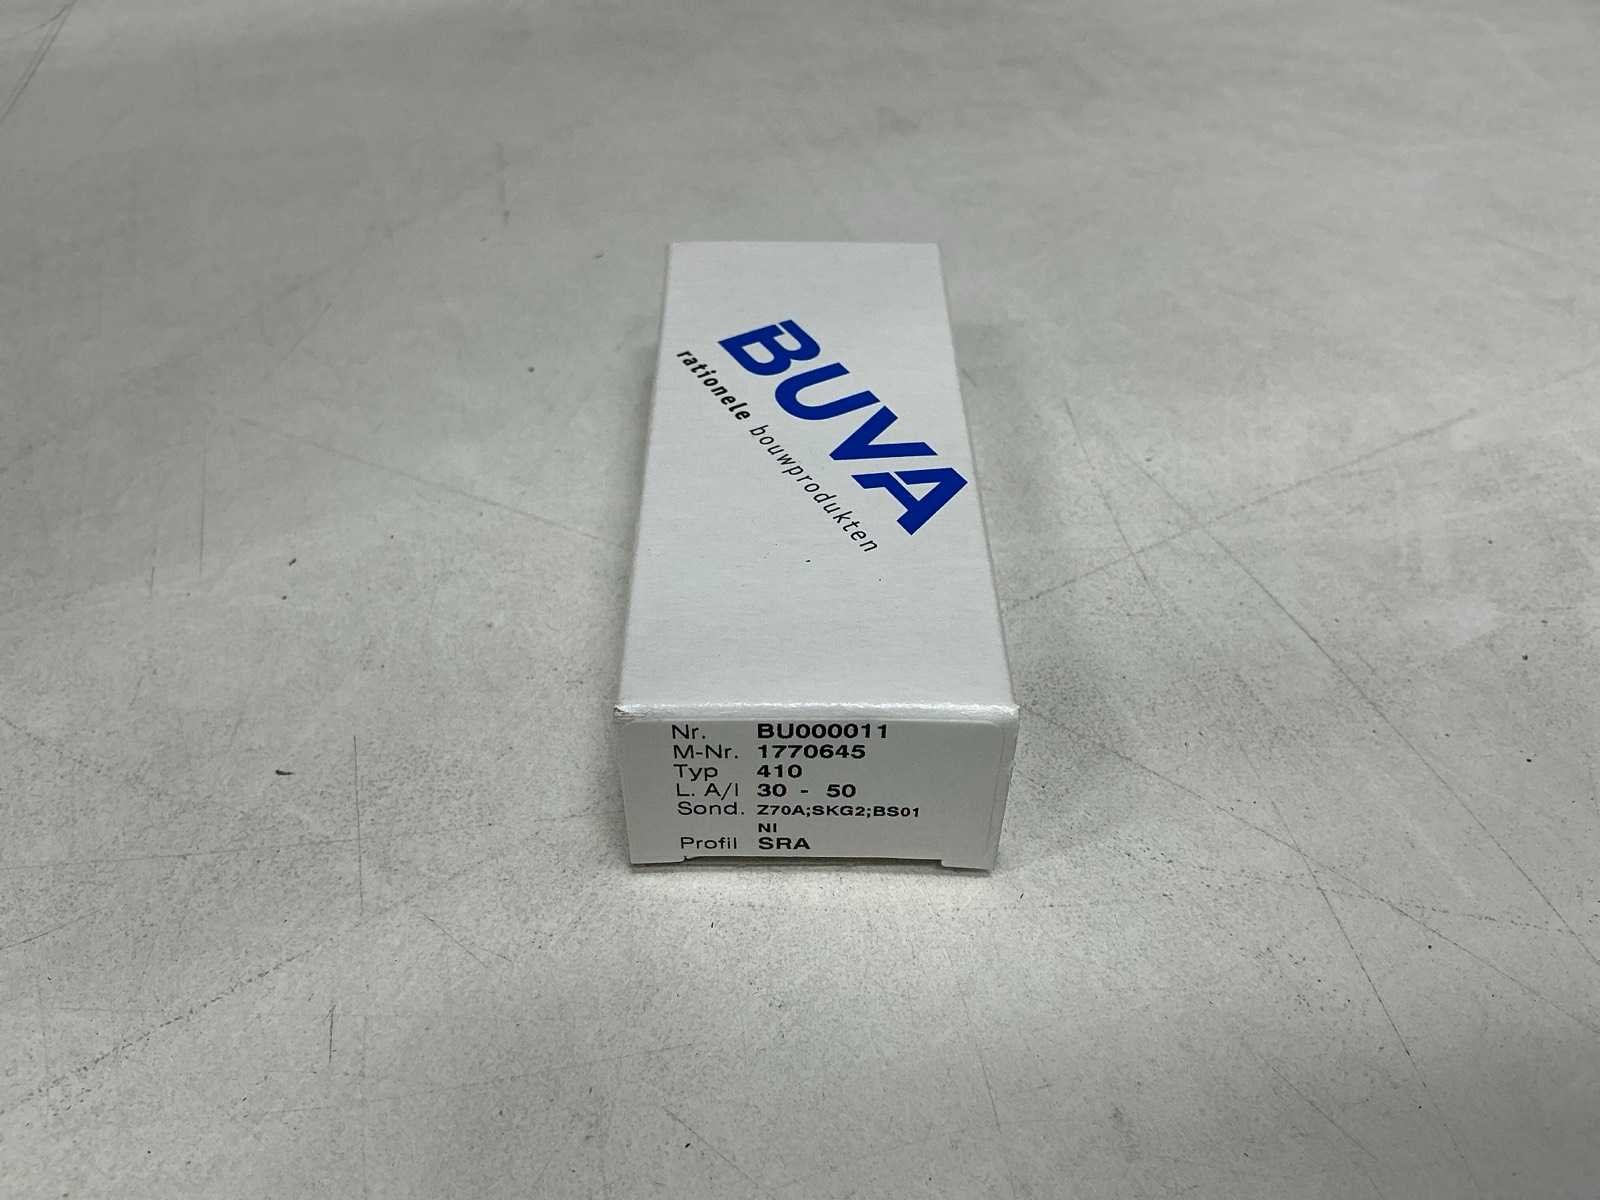 BUVA
rationele bouwprodukten
Nr. BU000011
M-Nr. 1770645
Typ 410
L. A/I 30 - 50
Sond. Z70A;SKG2;BS01
NI
Profil SRA